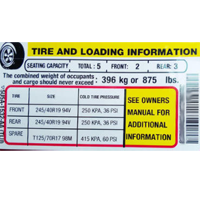 TIRE AND LOADING INFORMATION
SEATING CAPACITY TOTAL: 5 FRONT: 2 REAR: 3
The combined weight of occupants and cargo should never exceed: 396 kg or 875 lbs.
TIRE SIZE COLD TIRE PRESSURE
FRONT 245/40R19 94V 250 KPA, 36 PSI
REAR 245/40R19 94V 250 KPA, 36 PSI
SPARE T125/70R17 98M 415 KPA, 60 PSI
SEE OWNERS
MANUAL FOR
ADDITIONAL
INFORMATION